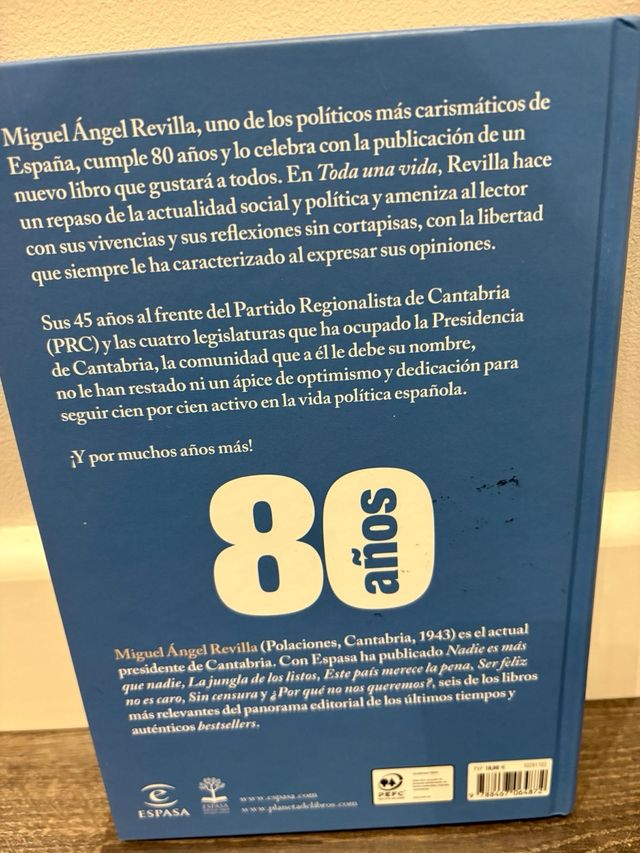 Miguel Ángel Revilla, uno de los políticos más carismáticos de
España, cumple 80 años y lo celebra con la publicación de un
nuevo libro que gustará a todos. En Toda una vida, Revilla hace
un repaso de la actualidad social y política y ameniza al lector
con sus vivencias y sus reflexiones sin cortapisas, con la libertad
que siempre le ha caracterizado al expresar sus opiniones.
Sus 45 años al frente del Partido Regionalista de Cantabria
(PRC) y las cuatro legislaturas que ha ocupado la Presidencia
de Cantabria, la comunidad que a él le debe su nombre,
no le han restado ni un ápice de optimismo y dedicación para
seguir cien por cien activo en la vida política española.
¡Y por muchos años más!
80
años
Miguel Ángel Revilla (Polaciones, Cantabria, 1943) es el actual
presidente de Cantabria. Con Espasa ha publicado Nadie es más
que nadie, La jungla de los listos, Este país merece la pena, Ser feliz
no es caro, Sin censura y ¿Por qué no nos queremos?, seis de los libros
más relevantes del panorama editorial de los últimos tiempos y
auténticos bestsellers.
ESPASA
ESPASA
www.espasa.com
www.planetadelibros.com
PEFC
PVP 18,90 €
9 788467 064872